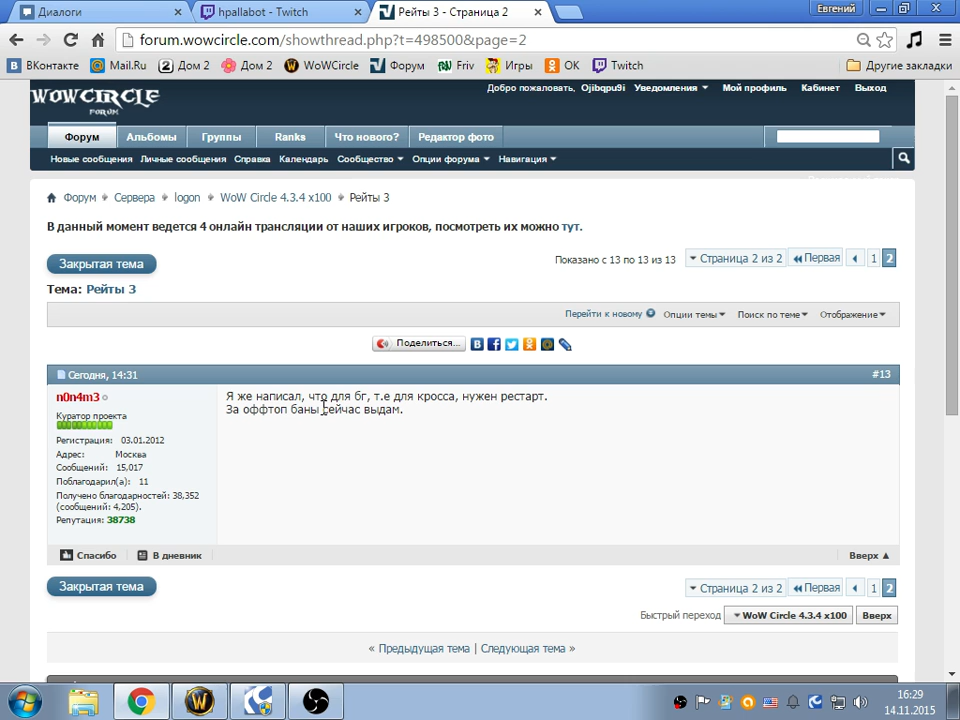 Диалоги
hpallabot - Twitch
Рейты 3 - Страница 2
Евгений
forum.wowcircle.com/showthread.php?t=498500&page=2
ВКонтакте
Mail.Ru
Дом 2
Дом 2
WoWCircle
Форум
Friv
Игры
OK
Twitch
Другие закладки
WOWCIRCLE
FORUM
Добро пожаловать, Ojibqpu9i Уведомления Мой профиль Кабинет Выход
Форум Альбомы Группы Ranks Что нового? Редактор фото
Новые сообщения Личные сообщения Справка Календарь Сообщество Опции форума Навигация
Форум Сервера logon WoW Circle 4.3.4 x100 Рейты 3
В данный момент ведется 4 онлайн трансляции от наших игроков, посмотреть их можно тут.
Закрытая тема
Показано с 13 по 13 из 13
Страница 2 из 2 Первая 1 2
Тема: Рейты 3
Перейти к новому Опции темы Поиск по теме Отображение
Поделиться...
Сегодня, 14:31 #13
n0n4m3
Куратор проекта
Регистрация: 03.01.2012
Адрес: Москва
Сообщений: 15,017
Поблагодарил(а): 11
Получено благодарностей: 38,352
(сообщений: 4,205).
Репутация: 38738
Я же написал, что для бг, т.е для кросса, нужен рестарт.
За оффтоп баны сейчас выдам.
Спасибо В дневник Вверх
Закрытая тема
Страница 2 из 2 Первая 1 2
Быстрый переход WoW Circle 4.3.4 x100 Вверх
« Предыдущая тема | Следующая тема »
16:29
14.11.2015